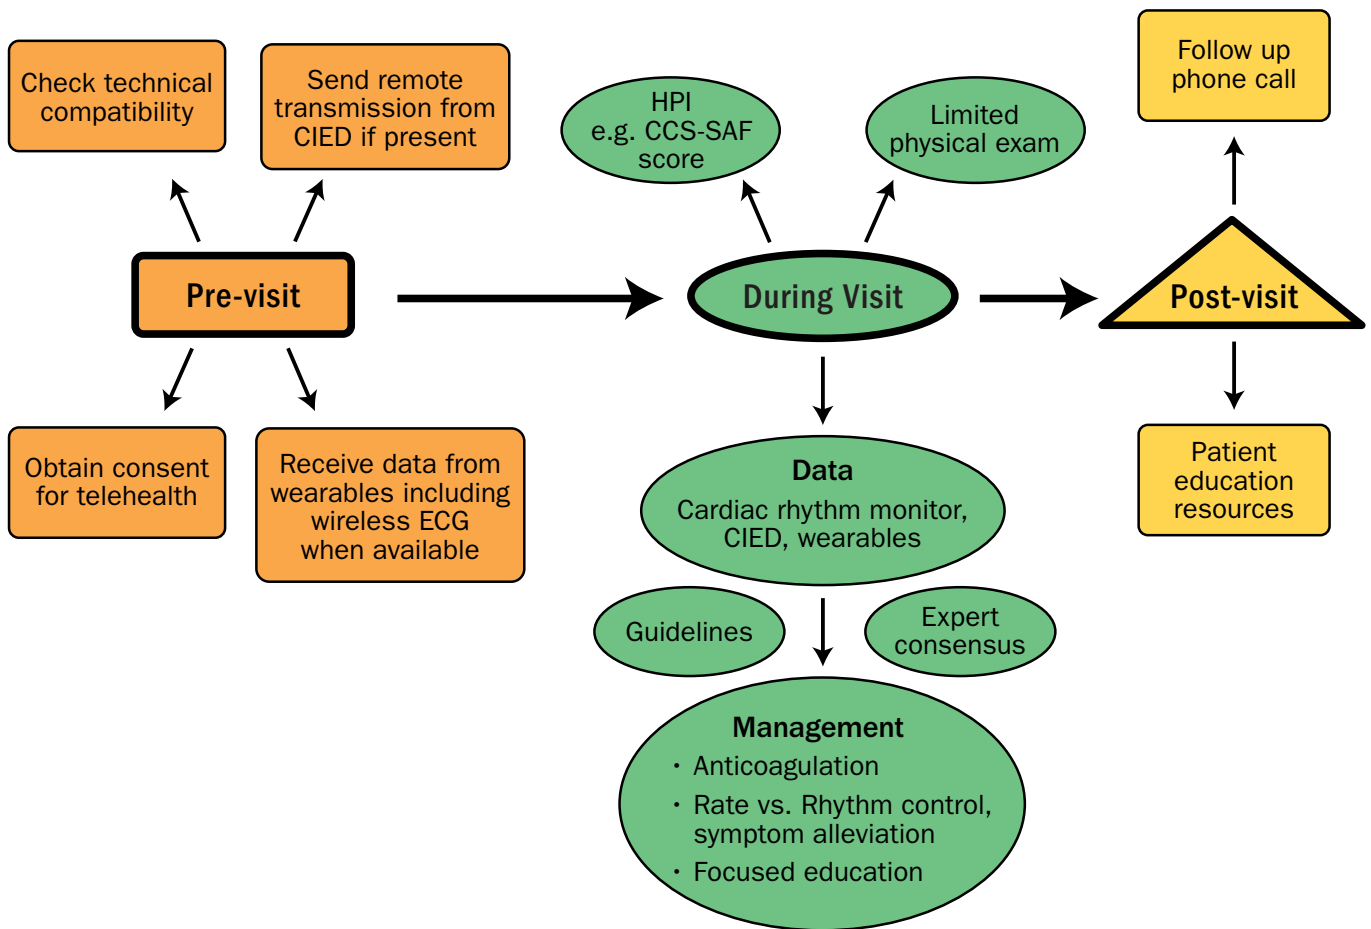 Check technical
compatibility
Send remote
transmission from
CIED if present
HPI
e.g. CCS-SAF
score
Limited
physical exam
Follow up
phone call
Pre-visit
During Visit
Post-visit
Obtain consent
for telehealth
Receive data from
wearables including
wireless ECG
when available
Data
Cardiac rhythm monitor,
CIED, wearables
Patient
education
resources
Guidelines
Expert
consensus
Management
· Anticoagulation
· Rate vs. Rhythm control,
symptom alleviation
· Focused education